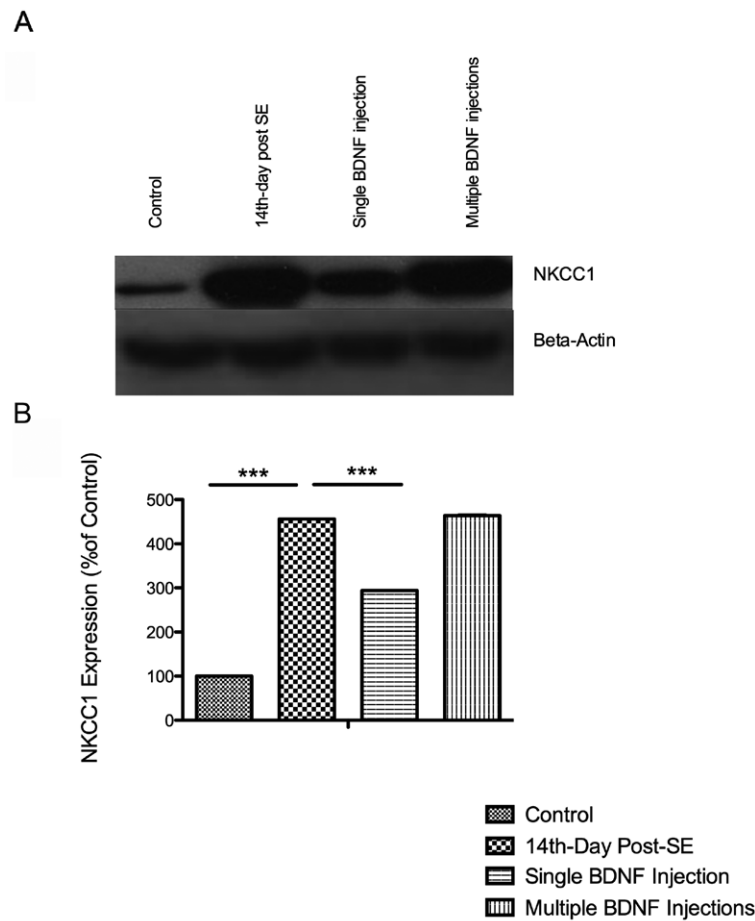 A
Control
14th-day post SE
Single BDNF injection
Multiple BDNF injections
NKCC1
Beta-Actin
B
NKCC1 Expression (%of Control)
*** ***
500
400
300
200
100
0
Control
14th-Day Post-SE
Single BDNF Injection
Multiple BDNF Injections